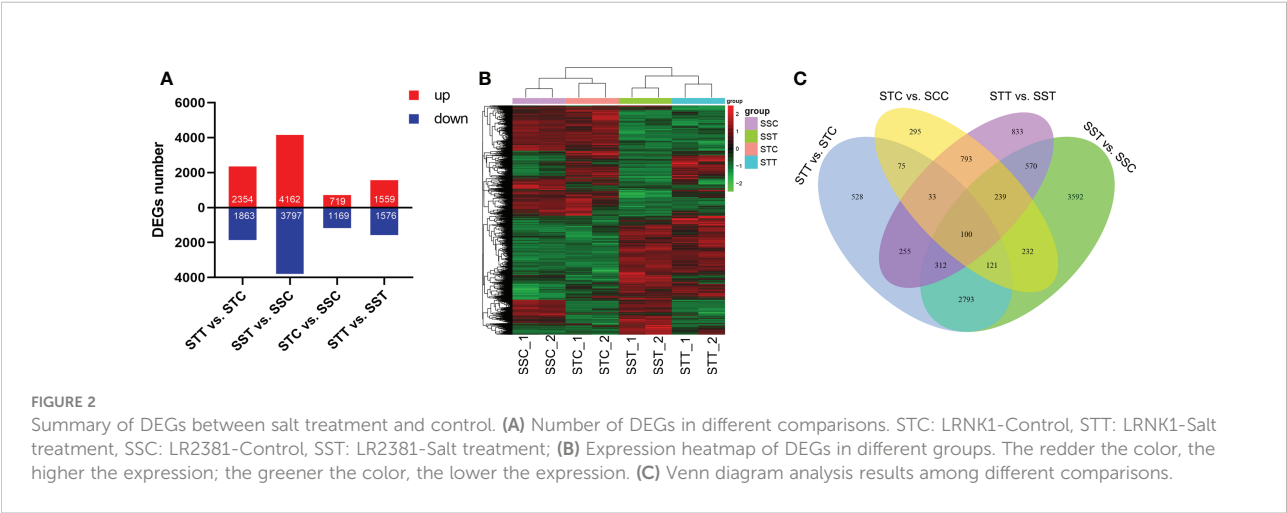 A
6000
4000
2000
0
2000
4000
DEGs number
up
down
2354
4162
719
1559
1863
3797
1169
1576
STT vs. STC
SST vs. SSC
STC vs. SSC
STT vs. SST
B
group
2
1
0
−1
−2
group
SSC
SST
STC
STT
SSC_1
SSC_2
STC_1
STC_2
SST_1
SST_2
STT_1
STT_2
C
STC vs. SCC
STT vs. SST
STT vs. STC
SST vs. SSC
295
833
75
793
570
528
33
239
3592
100
255
232
312
121
2793
FIGURE 2
Summary of DEGs between salt treatment and control. (A) Number of DEGs in different comparisons. STC: LRNK1-Control, STT: LRNK1-Salt
treatment, SSC: LR2381-Control, SST: LR2381-Salt treatment; (B) Expression heatmap of DEGs in different groups. The redder the color, the
higher the expression; the greener the color, the lower the expression. (C) Venn diagram analysis results among different comparisons.